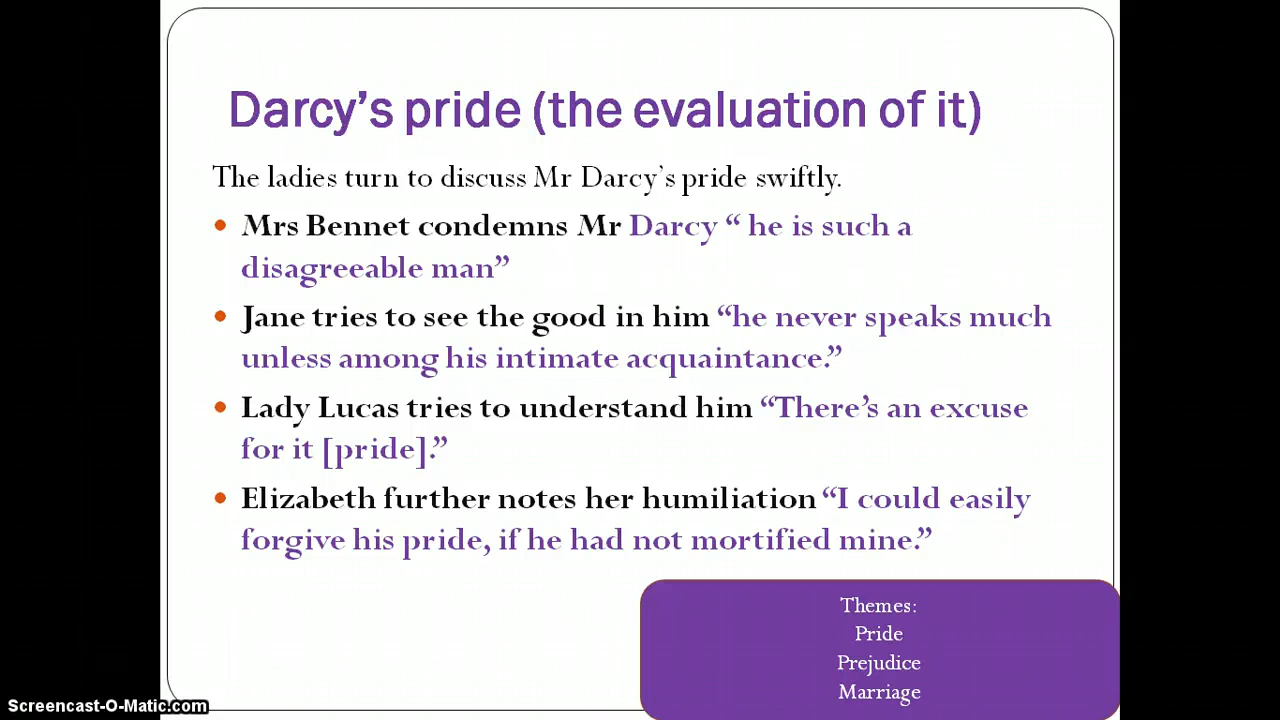 Darcy's pride (the evaluation of it)
The ladies turn to discuss Mr Darcy's pride swiftly.
• Mrs Bennet condemns Mr Darcy “ he is such a
disagreeable man”
• Jane tries to see the good in him “he never speaks much
unless among his intimate acquaintance.”
• Lady Lucas tries to understand him “There's an excuse
for it [pride].”
• Elizabeth further notes her humiliation “I could easily
forgive his pride, if he had not mortified mine.”
Themes:
Pride
Prejudice
Marriage
Screencast-O-Matic.com